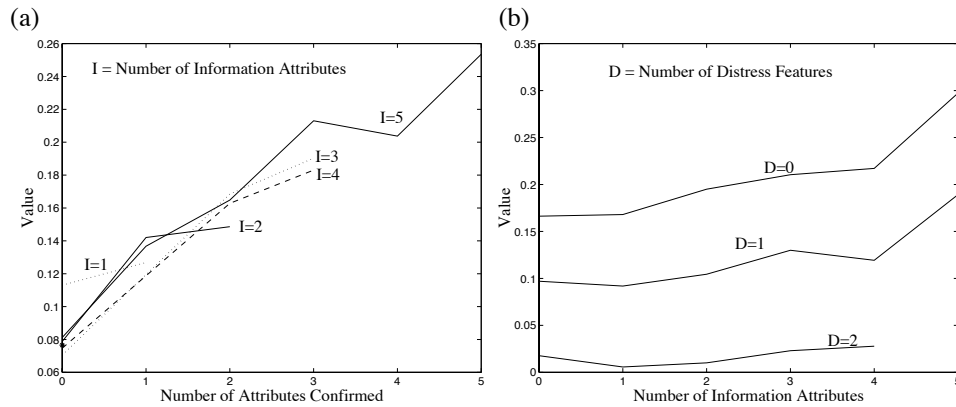 (a)
(b)
I = Number of Information Attributes
I=5
I=3
I=4
I=2
I=1
Value
0.26
0.24
0.22
0.2
0.18
0.16
0.14
0.12
0.1
0.08
0.06
0
1
2
3
4
5
Number of Attributes Confirmed
D = Number of Distress Features
D=0
D=1
D=2
Value
0.35
0.3
0.25
0.2
0.15
0.1
0.05
0
0
1
2
3
4
5
Number of Information Attributes